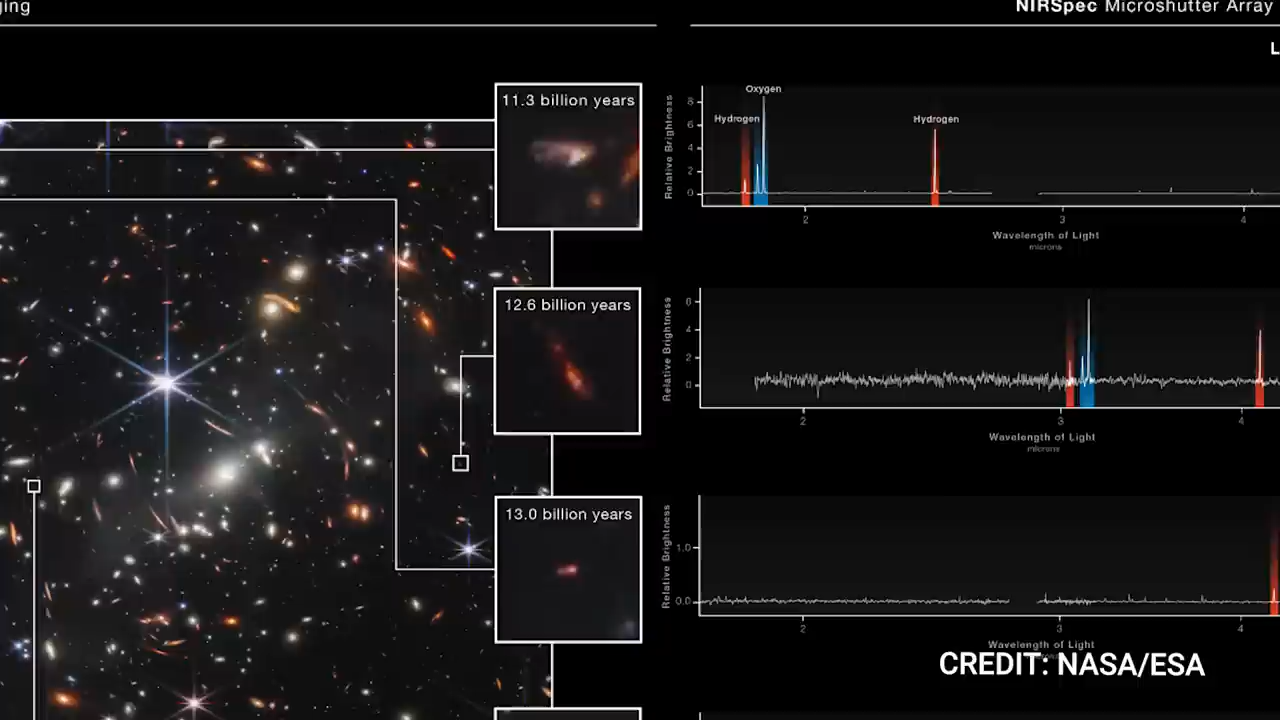 ging
NIRSpec Microshutter Array
L
11.3 billion years
12.6 billion years
13.0 billion years
Relative Brightness
8
6
4
2
0
Hydrogen
Oxygen
Hydrogen
2
3
4
Wavelength of Light
microns
Relative Brightness
6
4
2
0
2
3
4
Wavelength of Light
microns
Relative Brightness
1.0
0.0
2
3
4
Wavelength of Light
CREDIT: NASA/ESA